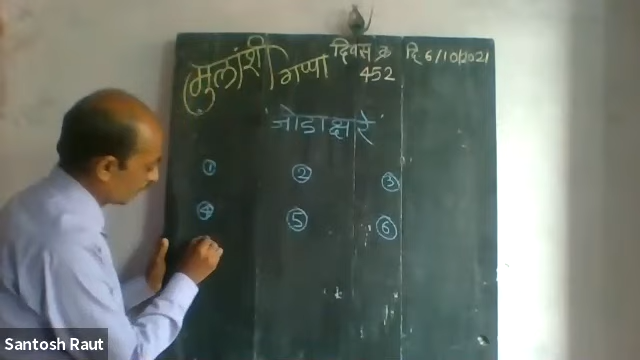 (मुलांशी गप्पा दिवस क्र 452 दि 6/10/2021
'जोडाक्षरे'
① ② ③
④ ⑤ ⑥
Santosh Raut